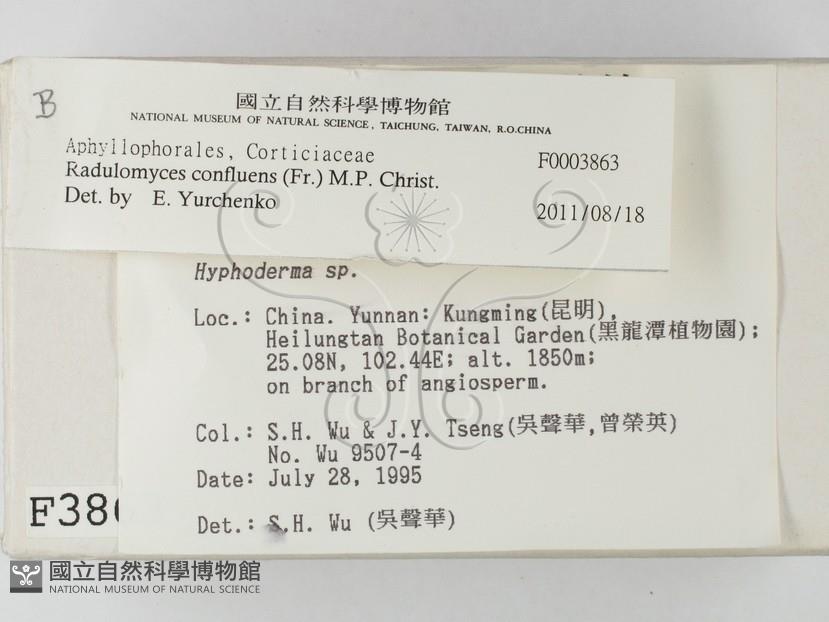 B
國立自然科學博物館
NATIONAL MUSEUM OF NATURAL SCIENCE, TAICHUNG, TAIWAN, R.O.CHINA
Aphyllophorales, Corticiaceae
F0003863
Radulomyces confluens (Fr.) M.P. Christ.
Det. by E. Yurchenko
2011/08/18
Hyphoderma sp.
Loc.: China. Yunnan: Kungming(昆明),
Heilungtan Botanical Garden(黑龍潭植物園);
25.08N, 102.44E; alt. 1850m;
on branch of angiosperm.
Col.: S.H. Wu & J.Y. Tseng(吳聲華,曾榮英)
No. Wu 9507-4
Date: July 28, 1995
F386
Det.: S.H. Wu (吳聲華)
國立自然科學博物館
NATIONAL MUSEUM OF NATURAL SCIENCE